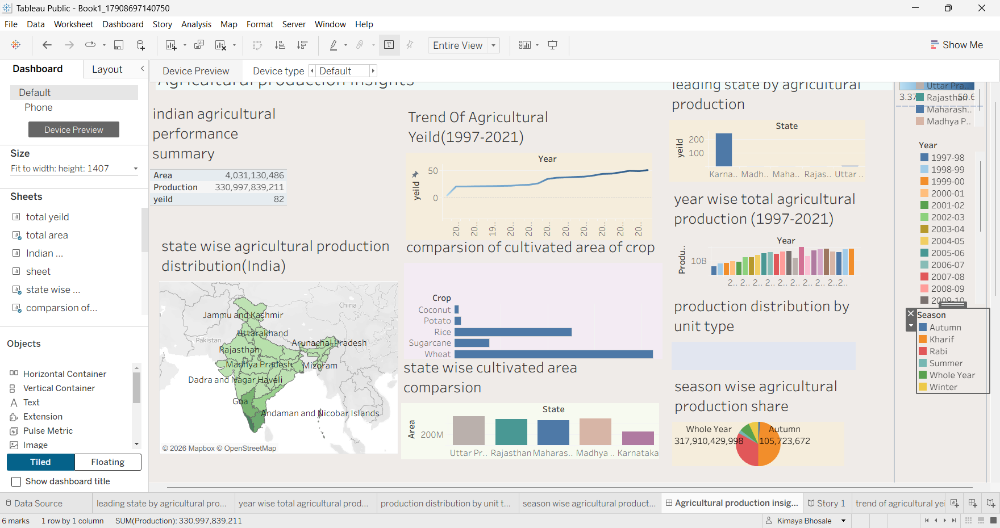 Tableau Public - Book1_17908697140750
File Data Worksheet Dashboard Story Analysis Map Format Server Window Help
Entire View
Show Me
Dashboard
Layout
Default
Phone
Device Preview
Size
Fit to width: height: 1407
Sheets
total yeild
total area
Indian ...
sheet
state wise ...
comparsion of...
Objects
Horizontal Container
Vertical Container
Text
Extension
Pulse Metric
Image
Tiled
Floating
Show dashboard title
Device Preview
Device type
Default
Agricultural production insights
indian agricultural
performance
summary
Area 4,031,130,486
Production 330,997,839,211
yeild 82
state wise agricultural production
distribution(India)
China
Jammu and Kashmir
Pakistan
Uttarakhand
Arunachal Pradesh
Rajasthan
Madhya Pradesh
Mizoram
Dadra and Nagar Haveli
Goa
Andaman and Nicobar Islands
© 2026 Mapbox © OpenStreetMap
Trend Of Agricultural
Yeild(1997-2021)
Year
yeild
50
0
20.. 20.. 19.. 20.. 20.. 20.. 20.. 20.. 20.. 20.. 20..
comparsion of cultivated area of crop
Crop
Coconut
Potato
Rice
Sugarcane
Wheat
state wise cultivated area
comparsion
State
Area
200M
Uttar Pr.. Rajasthan Maharas.. Madhya .. Karnataka
leading state by agricultural
production
State
yeild
200
100
Karna.. Madh.. Maha.. Rajas.. Uttar ..
year wise total agricultural
production (1997-2021)
Year
Produ..
10B
2.. 2.. 2.. 2.. 2.. 2.. 2.. 2.. 2.. 2..
production distribution by
unit type
season wise agricultural
production share
Whole Year
317,910,429,998
Autumn
105,723,672
Uttar Pra..
3.37
50.6
Rajasthan
Maharash..
Madhya P..
Year
1997-98
1998-99
1999-00
2000-01
2001-02
2002-03
2003-04
2004-05
2005-06
2006-07
2007-08
2008-09
2009-10
Season
Autumn
Kharif
Rabi
Summer
Whole Year
Winter
Data Source
leading state by agricultural pro...
year wise total agricultural prod...
production distribution by unit t...
season wise agricultural product...
Agricultural production insig...
Story 1
trend of agricultural yei
6 marks 1 row by 1 column SUM(Production): 330,997,839,211
Kimaya Bhosale